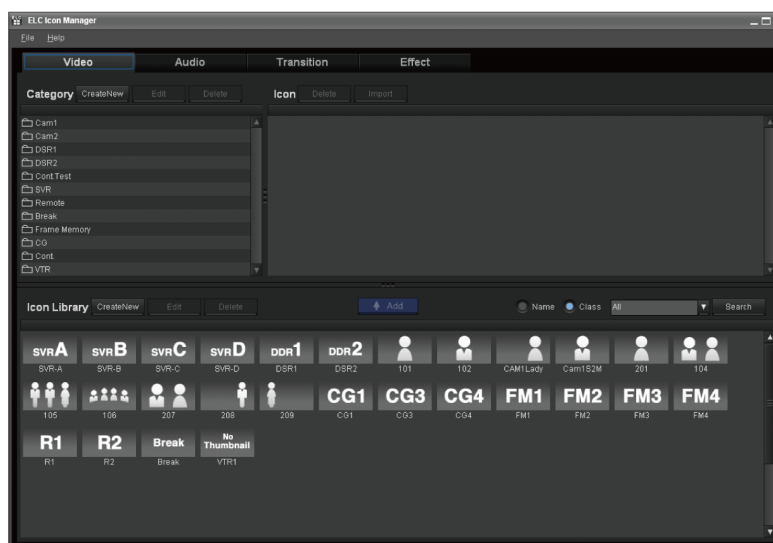 ELC Icon Manager
File Help
Video Audio Transition Effect
Category CreateNew Edit Delete Icon Delete Import
Cam1
Cam2
DSR1
DSR2
Cont.Test
SVR
Remote
Break
Frame Memory
CG
Cont.
VTR
Icon Library CreateNew Edit Delete Add Name Class All Search
SVRA SVRB SVRC SVRD DDR1 DDR2
SVR-A SVR-B SVR-C SVR-D DSR1 DSR2 101 102 CAM1Lady Cam1S2M 201 104
CG1 CG3 CG4 FM1 FM2 FM3 FM4
105 106 207 208 209 CG1 CG3 CG4 FM1 FM2 FM3 FM4
R1 R2 Break No Thumbnail
R1 R2 Break VTR1